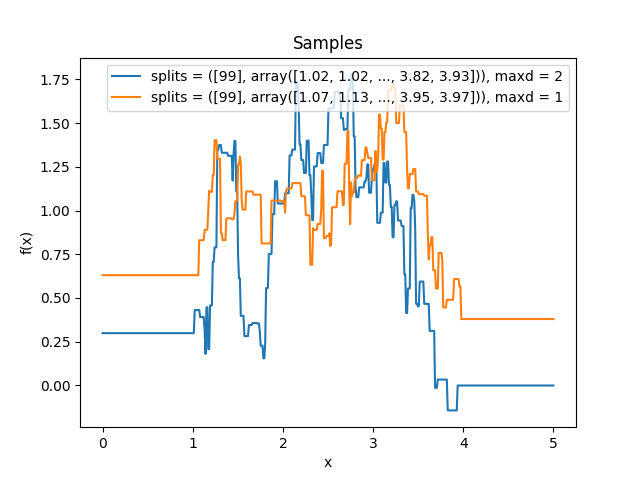 Samples
splits = ([99], array([1.02, 1.02, ..., 3.82, 3.93])), maxd = 2
splits = ([99], array([1.07, 1.13, ..., 3.95, 3.97])), maxd = 1
1.75
1.50
1.25
1.00
0.75
0.50
0.25
0.00
f(x)
0 1 2 3 4 5
x